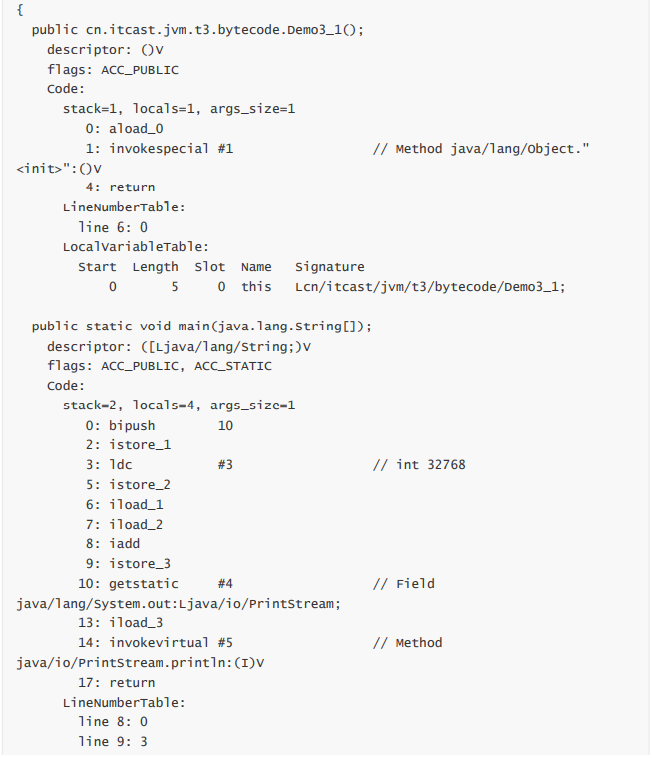 {
  public cn.itcast.jvm.t3.bytecode.Demo3_1();
    descriptor: ()V
    flags: ACC_PUBLIC
    Code:
      stack=1, locals=1, args_size=1
         0: aload_0
         1: invokespecial #1                  // Method java/lang/Object."
<init>":()V
         4: return
      LineNumberTable:
        line 6: 0
      LocalVariableTable:
        Start  Length  Slot  Name   Signature
            0       5     0  this   Lcn/itcast/jvm/t3/bytecode/Demo3_1;
  public static void main(java.lang.String[]);
    descriptor: ([Ljava/lang/String;)V
    flags: ACC_PUBLIC, ACC_STATIC
    Code:
      stack=2, locals=4, args_size=1
         0: bipush        10
         2: istore_1
         3: ldc           #3                  // int 32768
         5: istore_2
         6: iload_1
         7: iload_2
         8: iadd
         9: istore_3
        10: getstatic     #4                  // Field
java/lang/System.out:Ljava/io/PrintStream;
        13: iload_3
        14: invokevirtual #5                  // Method
java/io/PrintStream.println:(I)V
        17: return
      LineNumberTable:
        line 8: 0
        line 9: 3